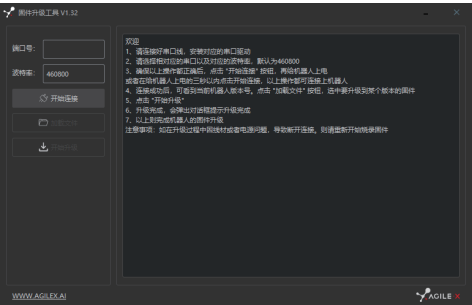 固件升级工具 V1.32
端口号:
波特率: 460800
开始连接
加载文件
开始升级
欢迎
1、请连接好串口线，安装对应的串口驱动
2、请选择相对应的串口以及对应的波特率，默认为460800
3、确保以上操作都正确后，点击 "开始连接" 按钮，再给机器人上电
或者在给机器人上电的三秒以内点击开始连接，以上操作都可连接上机器人
4、连接成功后，可看到当前机器人版本号，点击 "加载文件" 按钮，选中要升级到某个版本的固件
5、点击 "开始升级"
6、升级完成，会弹出对话框提示升级完成
7、以上则完成机器人的固件升级
注意事项：如在升级过程中因线材或者电源问题，导致断开连接，则请重新开始烧录固件
WWW.AGILEX.AI
AGILE X